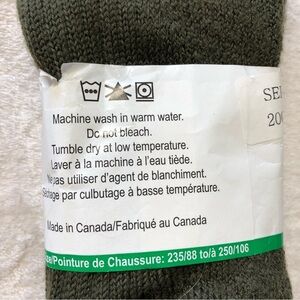 Machine wash in warm water.
Do not bleach.
Tumble dry at low temperature.
Laver à la machine à l'eau tiède.
Ne pas utiliser d'agent de blanchiment.
Séchage par culbutage à basse température.
Made in Canada/Fabriqué au Canada
/Pointure de Chaussure: 235/88 to/à 250/106